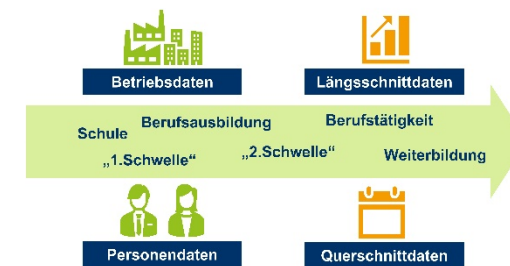 Betriebsdaten
Längsschnittdaten
Schule
Berufsausbildung
Berufstätigkeit
„1.Schwelle“
„2.Schwelle“
Weiterbildung
Personendaten
Querschnittdaten